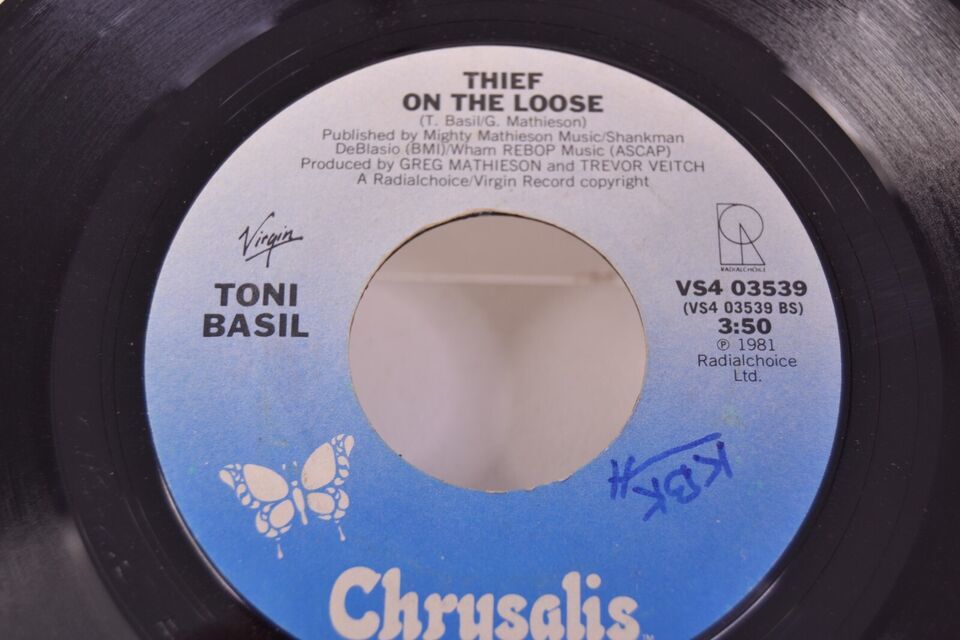 THIEF
ON THE LOOSE
(T. Basil/G. Mathieson)
Published by Mighty Mathieson Music/Shankman
DeBlasio (BMI)/Wham REBOP Music (ASCAP)
Produced by GREG MATHIESON and TREVOR VEITCH
A Radialchoice/Virgin Record copyright
Virgin
TONI
BASIL
RADIALCHOICE
VS4 03539
(VS4 03539 BS)
3:50
℗ 1981
Radialchoice
Ltd.
KBK
Chrysalis
TM